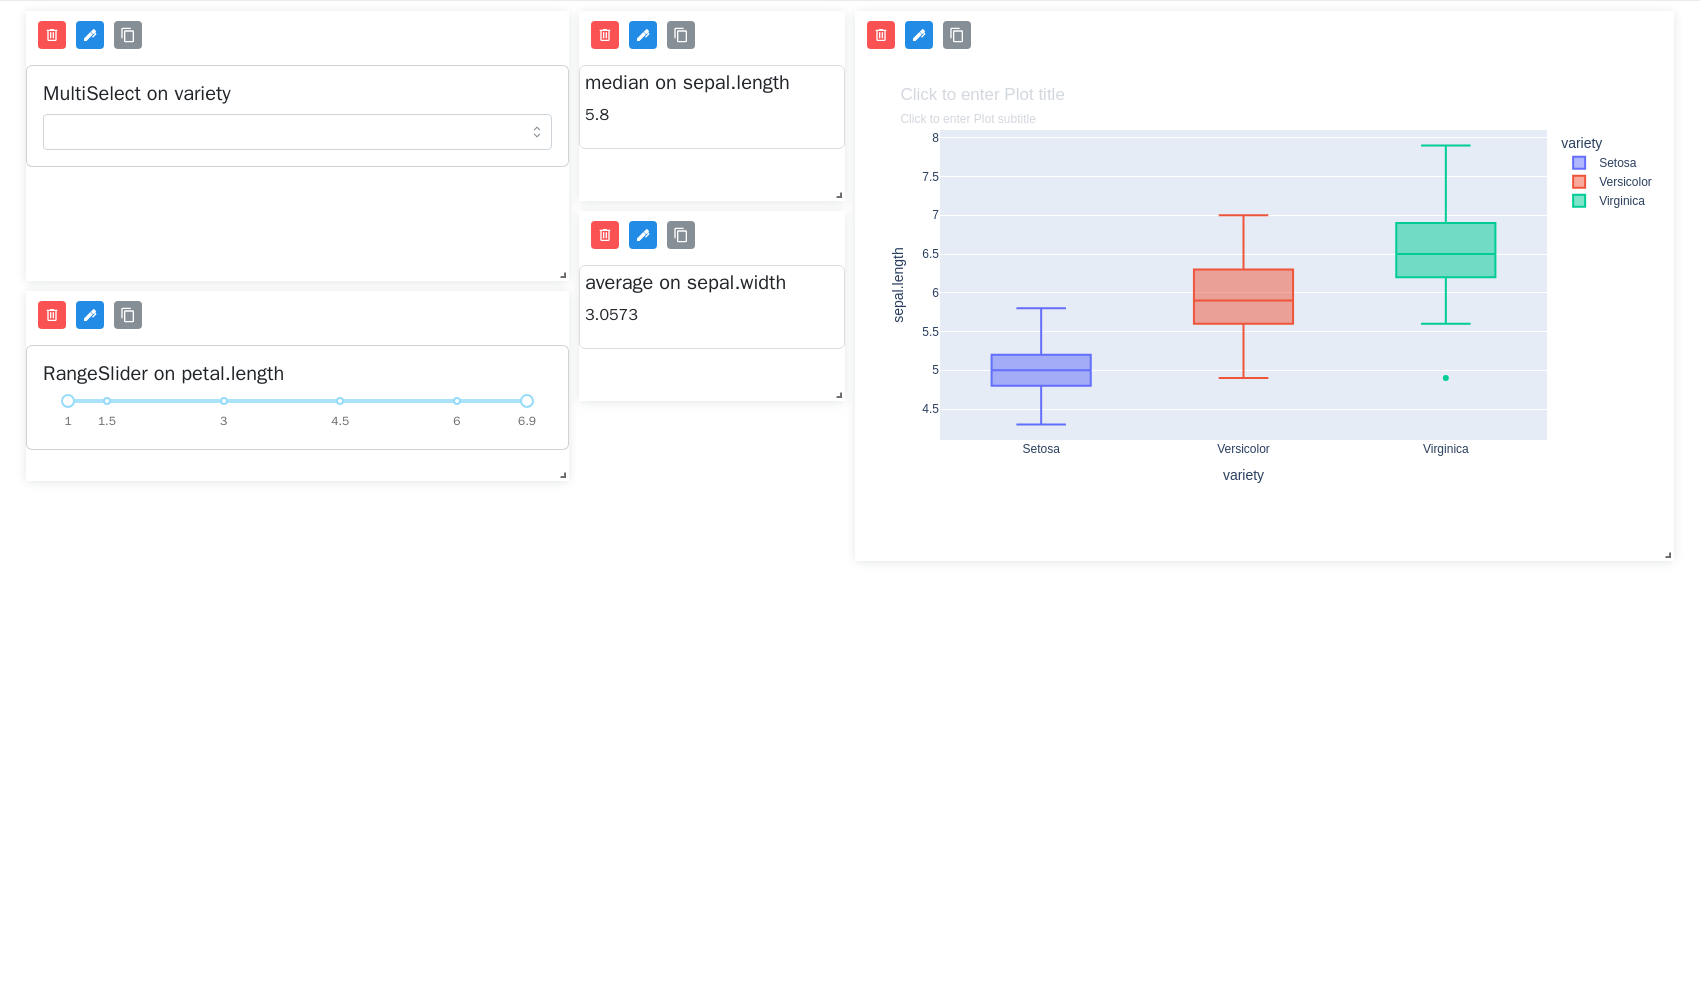 MultiSelect on variety
RangeSlider on petal.length
1 1.5 3 4.5 6 6.9
median on sepal.length
5.8
average on sepal.width
3.0573
Click to enter Plot title
Click to enter Plot subtitle
8
7.5
7
6.5
6
5.5
5
4.5
sepal.length
Setosa Versicolor Virginica
variety
variety
Setosa
Versicolor
Virginica